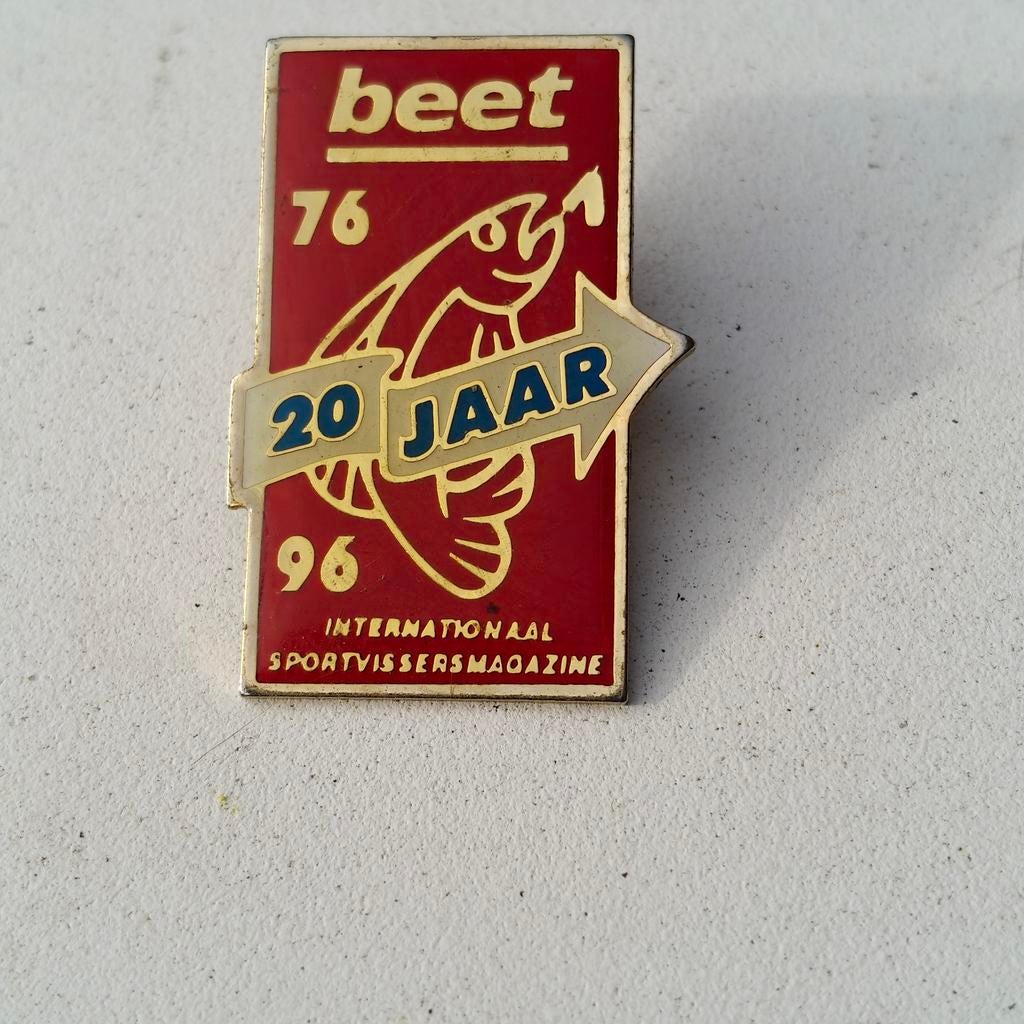 beet
76
20 JAAR
96
INTERNATIONAAL
SPORTVISSERSMAGAZINE